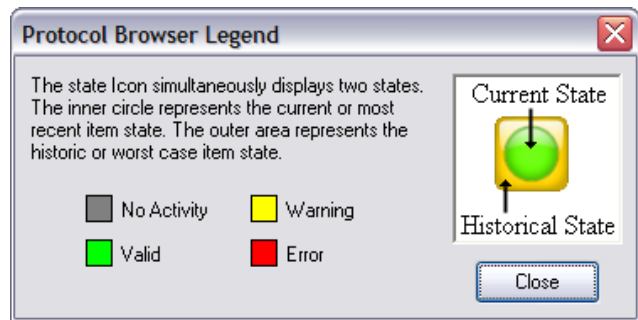 Protocol Browser Legend
The state Icon simultaneously displays two states.
The inner circle represents the current or most
recent item state. The outer area represents the
historic or worst case item state.
No Activity
Warning
Valid
Error
Current State
Historical State
Close